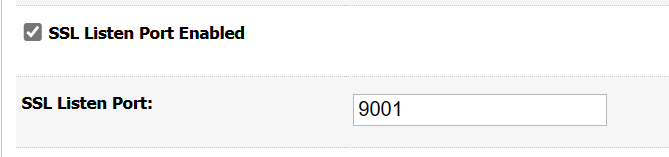 SSL Listen Port Enabled
SSL Listen Port: 9001